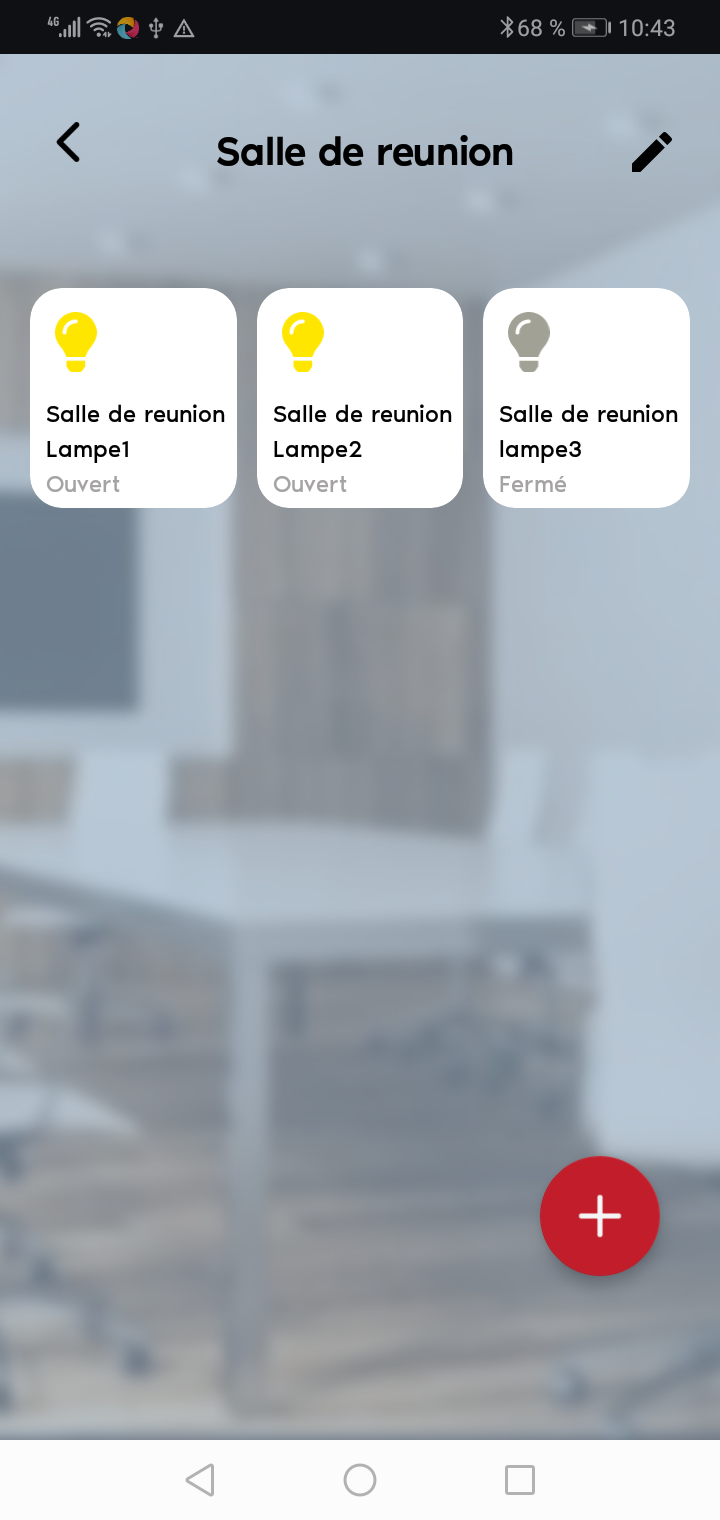 4G 68 % 10:43
Salle de reunion
Salle de reunion
Lampe1
Ouvert
Salle de reunion
Lampe2
Ouvert
Salle de reunion
lampe3
Fermé